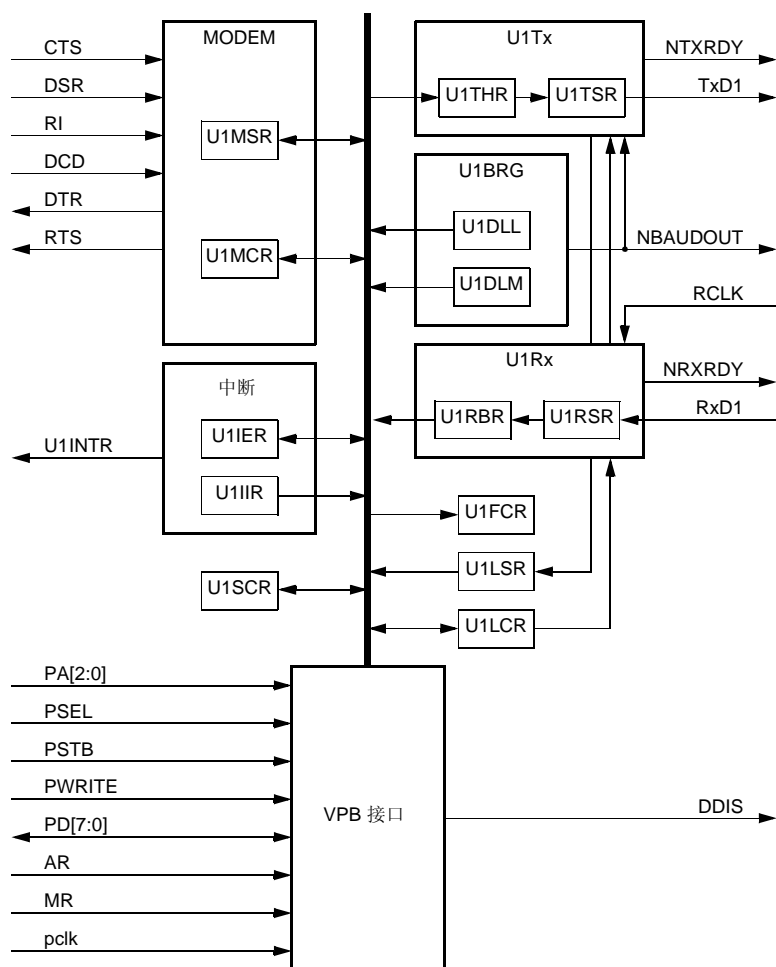 CTS
DSR
RI
DCD
DTR
RTS
MODEM
U1MSR
U1MCR
U1Tx
U1THR
U1TSR
NTXRDY
TxD1
U1BRG
U1DLL
U1DLM
NBAUDOUT
RCLK
U1Rx
U1RBR
U1RSR
NRXRDY
RxD1
中断
U1IER
U1IIR
U1INTR
U1FCR
U1LSR
U1SCR
U1LCR
PA[2:0]
PSEL
PSTB
PWRITE
PD[7:0]
AR
MR
pclk
VPB 接口
DDIS